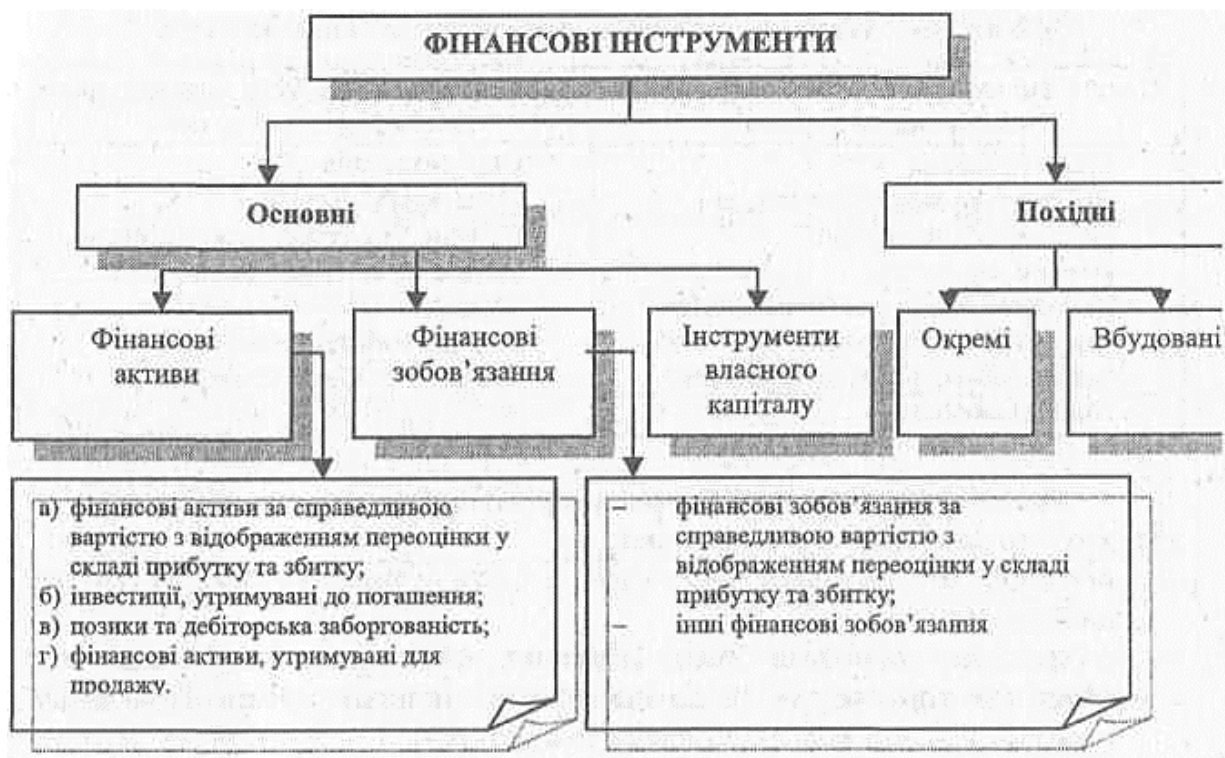 ФІНАНСОВІ ІНСТРУМЕНТИ
Основні
Похідні
Фінансові
активи
Фінансові
зобов’язання
Інструменти
власного
капіталу
Окремі
Вбудовані
а) фінансові активи за справедливою
вартістю з відображенням переоцінки у
складі прибутку та збитку;
б) інвестиції, утримувані до погашення;
в) позики та дебіторська заборгованість;
г) фінансові активи, утримувані для
продажу.
– фінансові зобов’язання за
справедливою вартістю з
відображенням переоцінки у складі
прибутку та збитку;
– інші фінансові зобов’язання